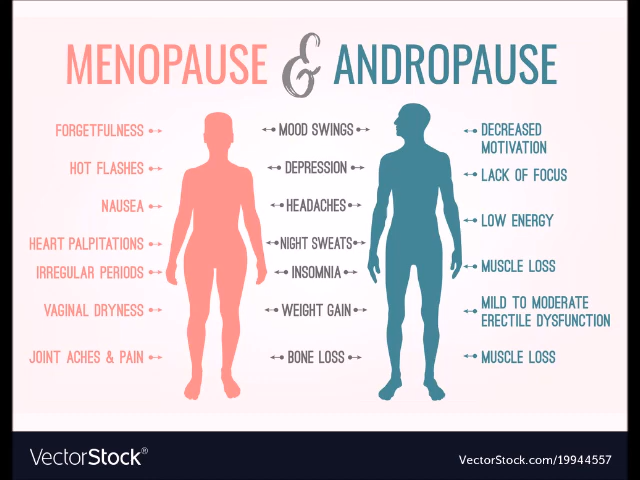 MENOPAUSE & ANDROPAUSE
FORGETFULNESS
HOT FLASHES
NAUSEA
HEART PALPITATIONS
IRREGULAR PERIODS
VAGINAL DRYNESS
JOINT ACHES & PAIN
MOOD SWINGS
DEPRESSION
HEADACHES
NIGHT SWEATS
INSOMNIA
WEIGHT GAIN
BONE LOSS
DECREASED
MOTIVATION
LACK OF FOCUS
LOW ENERGY
MUSCLE LOSS
MILD TO MODERATE
ERECTILE DYSFUNCTION
MUSCLE LOSS
VectorStock®
VectorStock.com/19944557